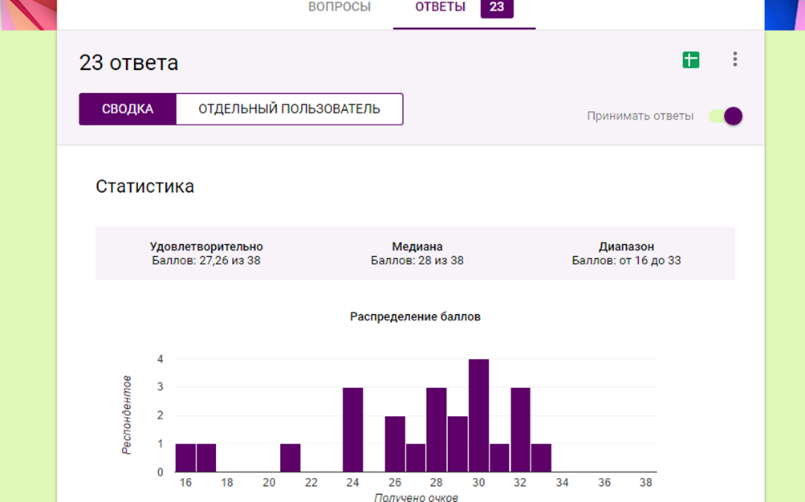 ВОПРОСЫ ОТВЕТЫ 23
23 ответа
СВОДКА ОТДЕЛЬНЫЙ ПОЛЬЗОВАТЕЛЬ
Принимать ответы
Статистика
Удовлетворительно Медиана Диапазон
Баллов: 27,26 из 38 Баллов: 28 из 38 Баллов: от 16 до 33
Распределение баллов
Респондентов
4
3
2
1
0
16 18 20 22 24 26 28 30 32 34 36 38
Получено очков